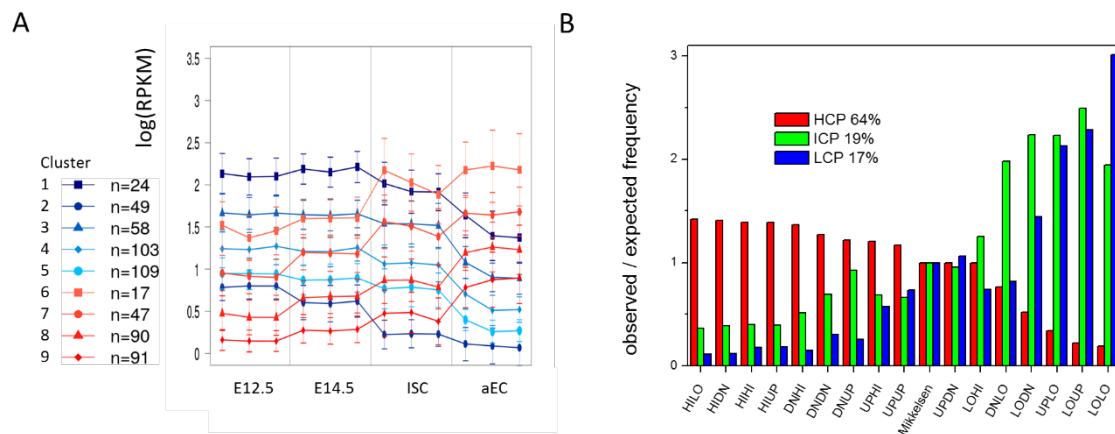 A
B
log(RPKM)
3.5
3
2.5
2
1.5
1
0.5
0
Cluster
1 n=24
2 n=49
3 n=58
4 n=103
5 n=109
6 n=17
7 n=47
8 n=90
9 n=91
E12.5 E14.5 ISC aEC
observed / expected frequency
3
2
1
0
HCP 64%
ICP 19%
LCP 17%
HILO HIDN HIHI HIUP DNHI DNDN DNUP UPHI UPUP Mikkelsen UPDN LOHI DNLO LODN UPLO LOUP LOLO